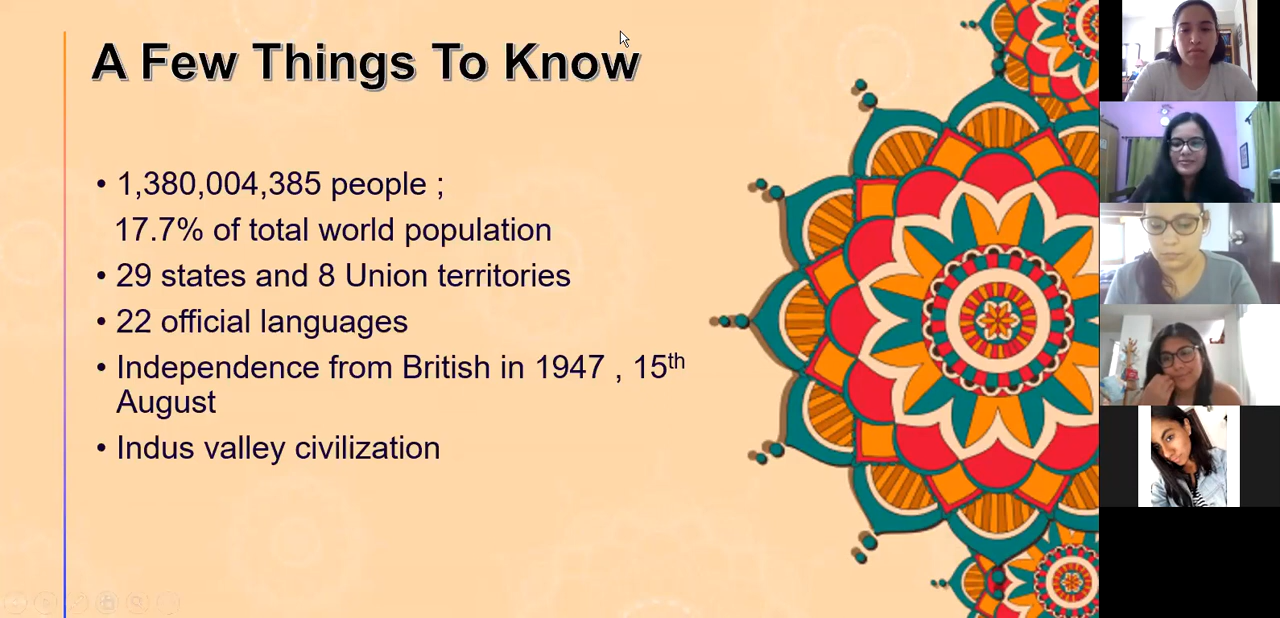 A Few Things To Know
• 1,380,004,385 people ;
17.7% of total world population
• 29 states and 8 Union territories
• 22 official languages
• Independence from British in 1947 , 15th
August
• Indus valley civilization